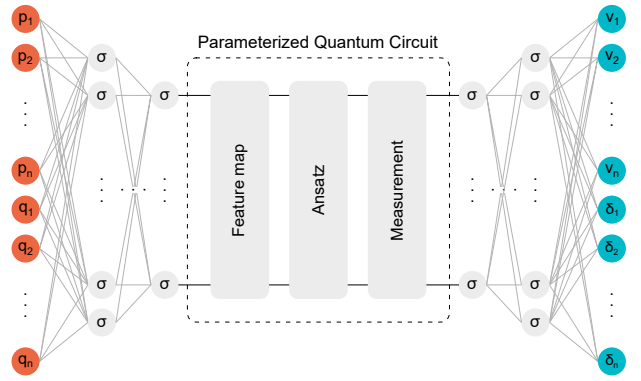 p1
p2
pn
q1
q2
qn
σ
σ
σ
σ
σ
σ
Parameterized Quantum Circuit
Feature map
Ansatz
Measurement
σ
σ
σ
σ
σ
σ
v1
v2
vn
δ1
δ2
δn